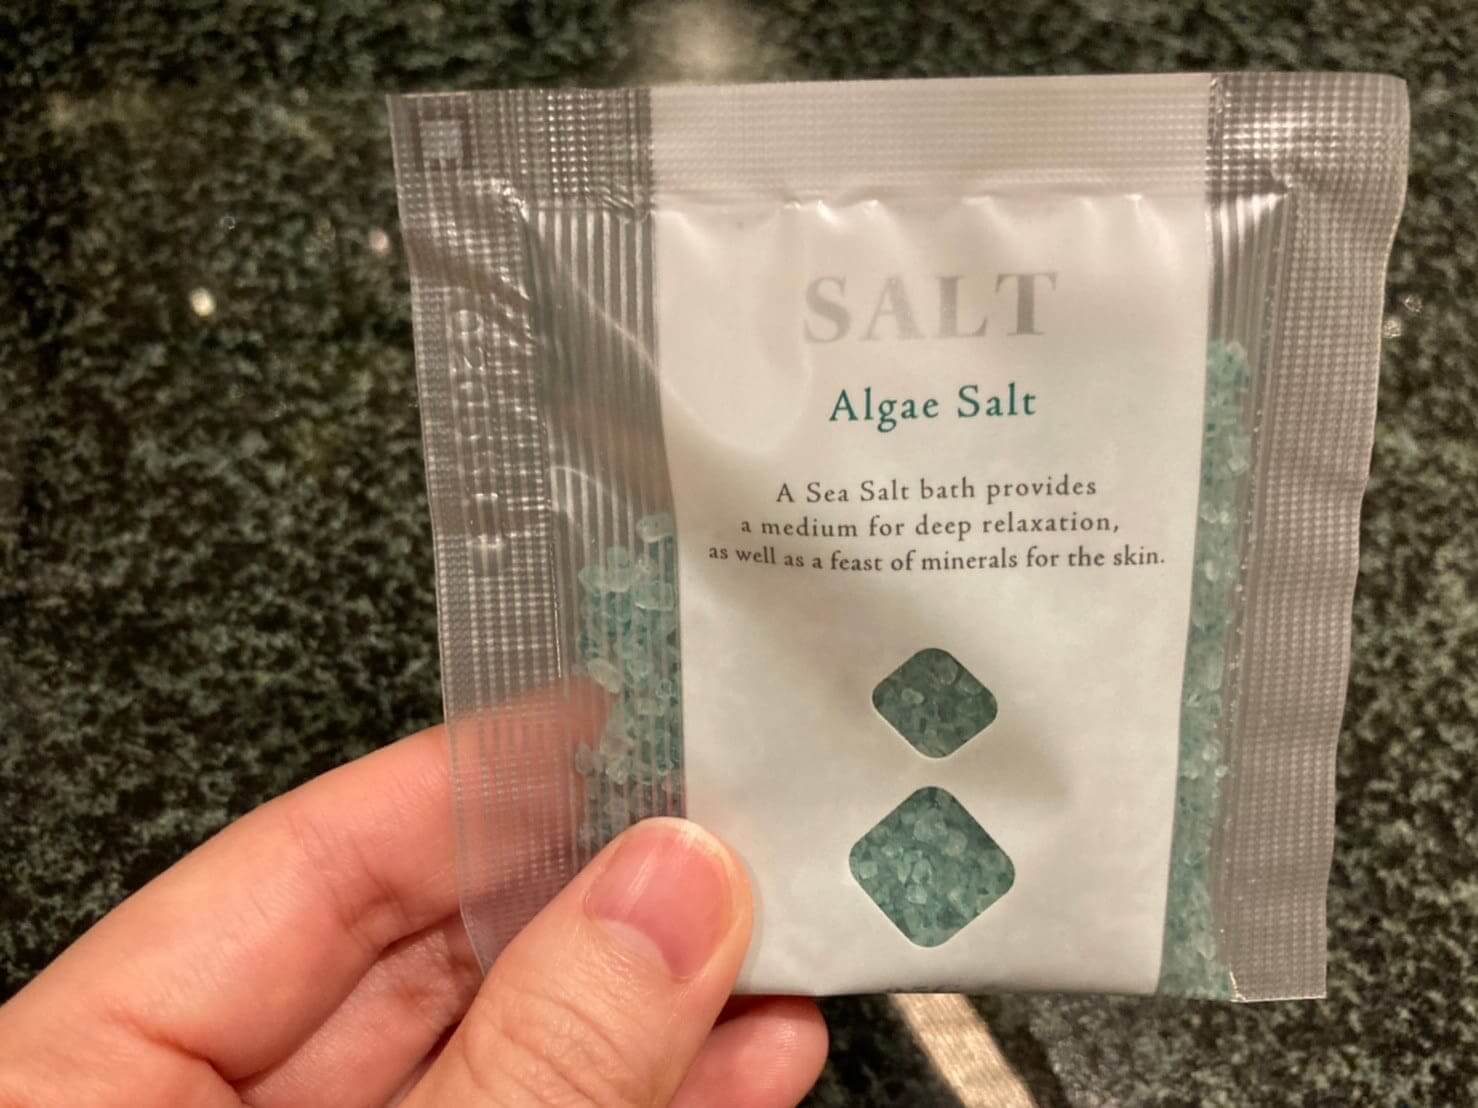 SALT
Algae Salt
A Sea Salt bath provides
a medium for deep relaxation,
as well as a feast of minerals for the skin.